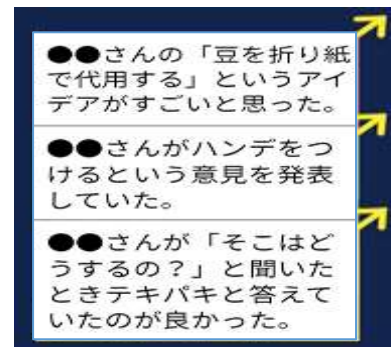 ●●さんの「豆を折り紙
で代用する」というアイ
デアがすごいと思った。
●●さんがハンデをつ
けるという意見を発表
していた。
●●さんが「そこはど
うするの？」と聞いた
ときテキパキと答えて
いたのが良かった。